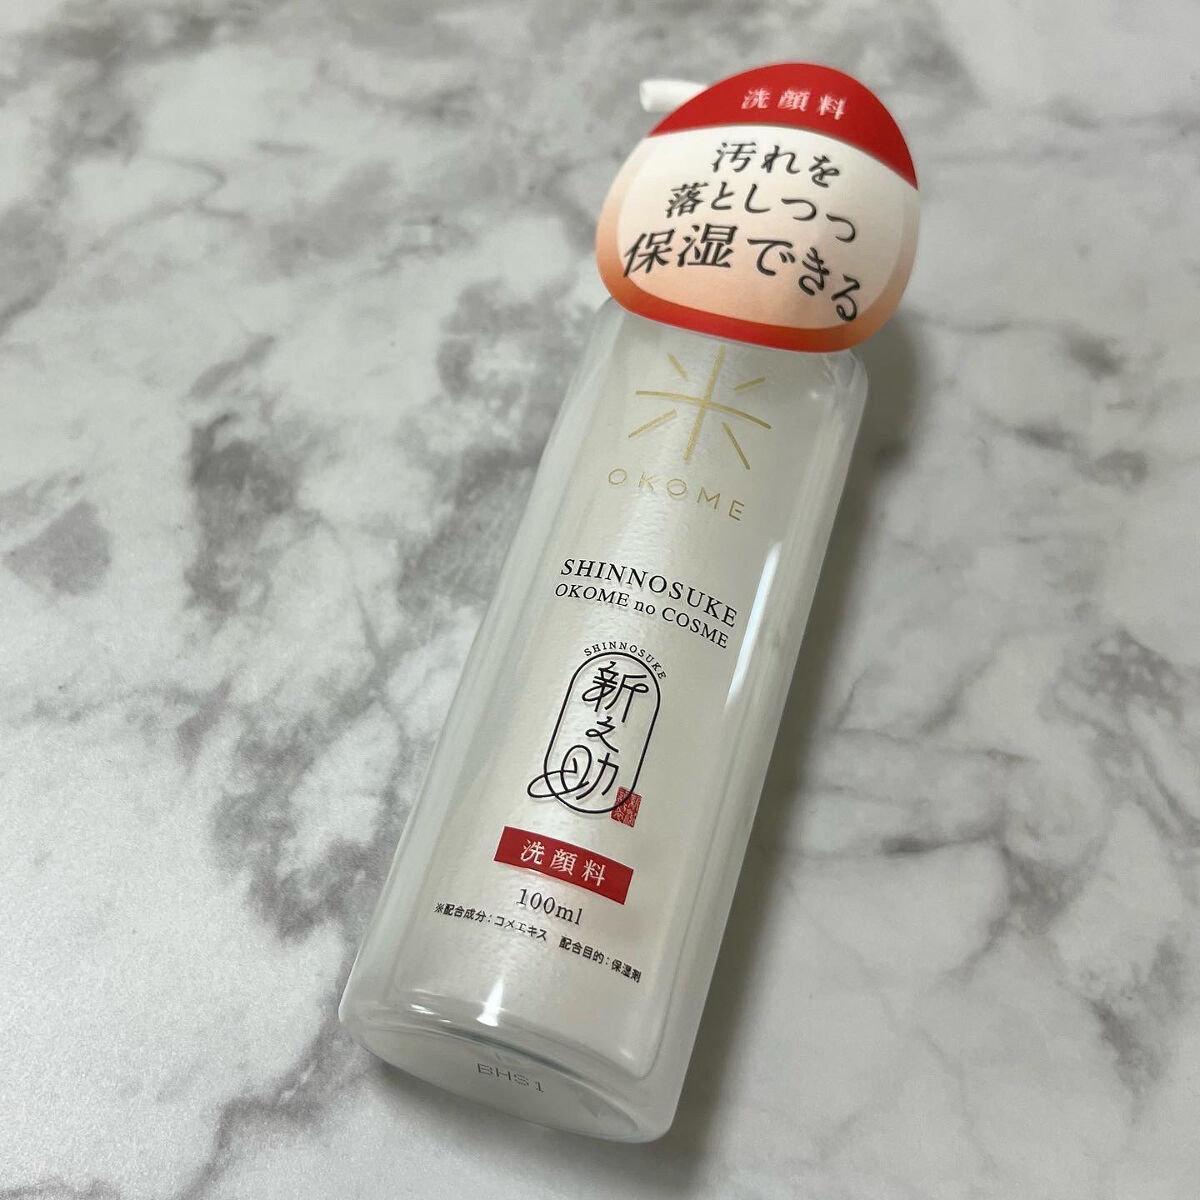 洗顔料
汚れを
落としつつ
保湿できる
米
OKOME
SHINNOSUKE
OKOME no COSME
SHINNOSUKE
新之助
洗顔料
100ml
※配合成分：コメエキス 配合目的：保湿剤
BHS1